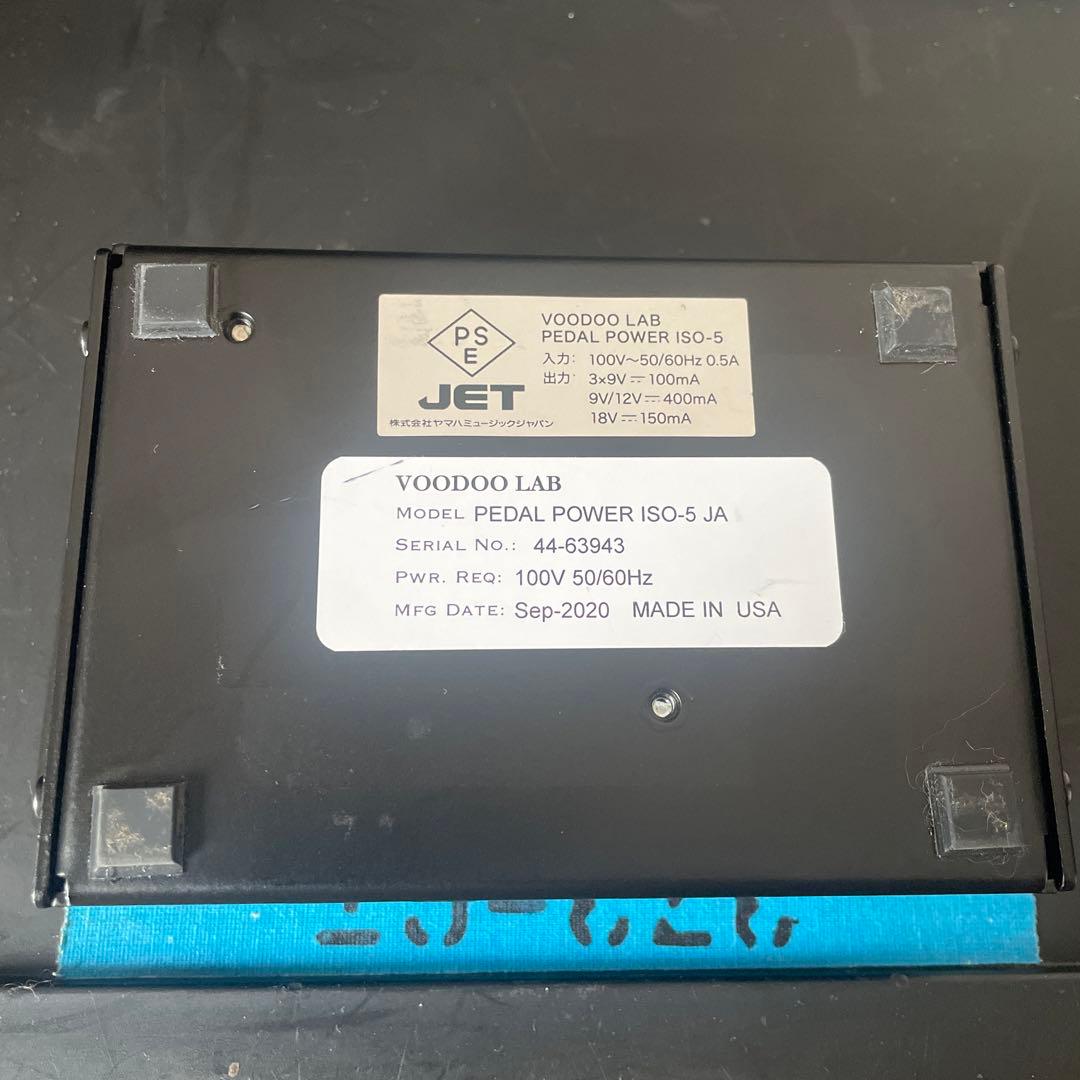 PS
E
JET
株式会社ヤマハミュージックジャパン
VOODOO LAB
PEDAL POWER ISO-5
入力: 100V～50/60Hz 0.5A
出力: 3×9V⎓100mA
9V/12V⎓400mA
18V⎓150mA
VOODOO LAB
MODEL PEDAL POWER ISO-5 JA
SERIAL NO.: 44-63943
PWR. REQ: 100V 50/60Hz
MFG DATE: Sep-2020 MADE IN USA